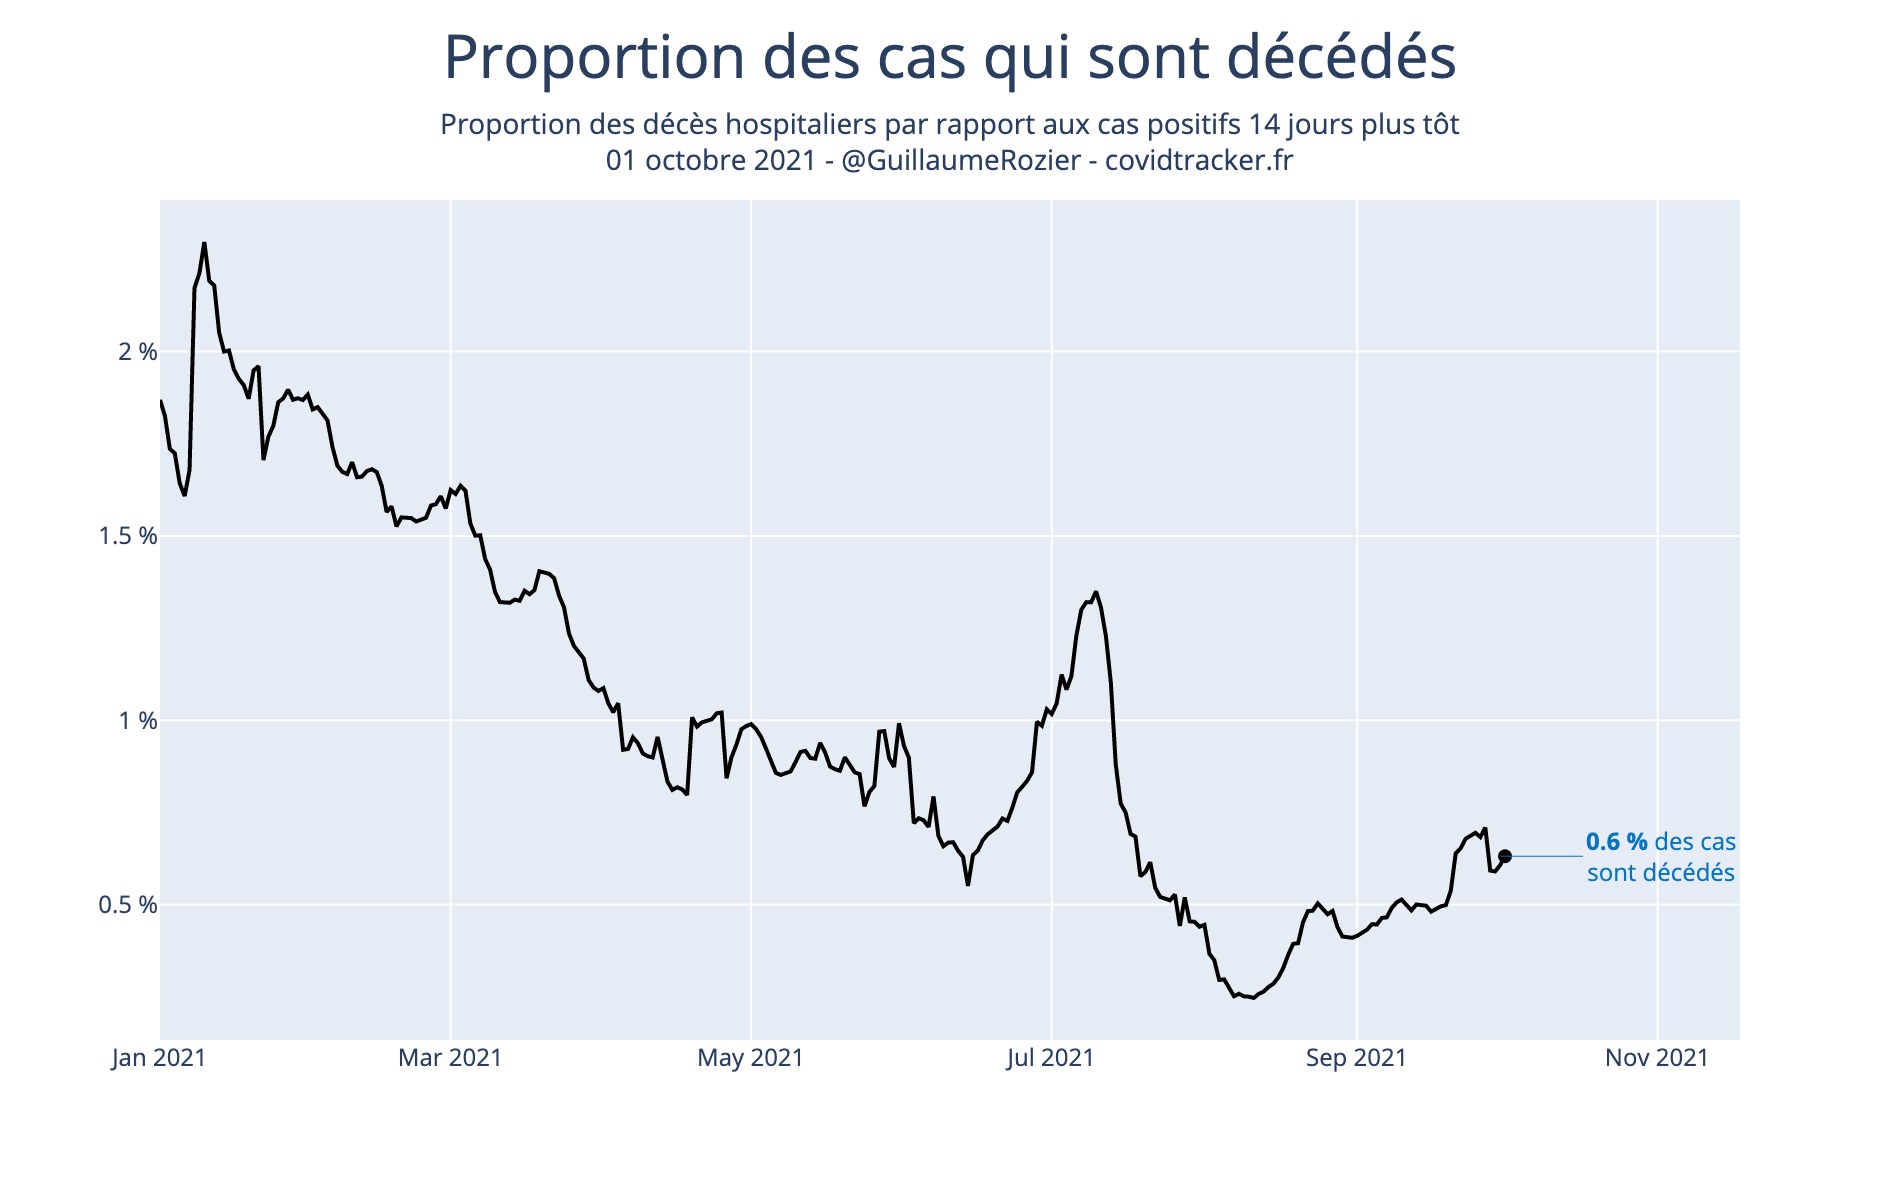 Proportion des cas qui sont décédés
Proportion des décès hospitaliers par rapport aux cas positifs 14 jours plus tôt
01 octobre 2021 - @GuillaumeRozier - covidtracker.fr
2 %
1.5 %
1 %
0.5 %
0.6 % des cas
sont décédés
Jan 2021
Mar 2021
May 2021
Jul 2021
Sep 2021
Nov 2021